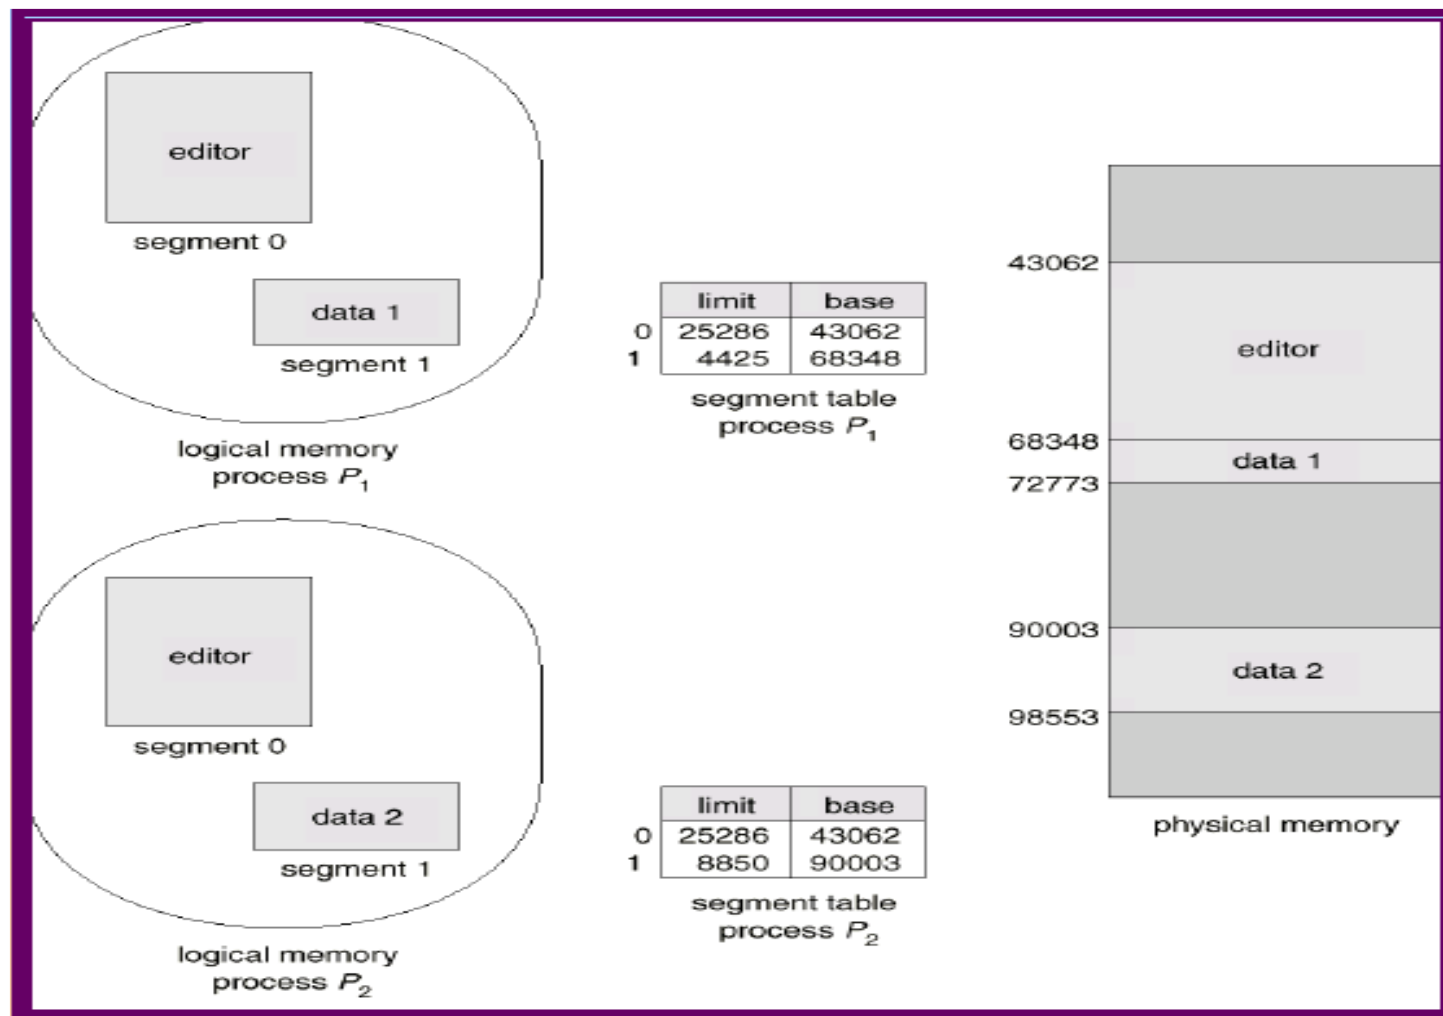 editor
segment 0
data 1
segment 1
logical memory
process P1
limit base
0 25286 43062
1 4425 68348
segment table
process P1
43062
editor
68348
data 1
72773
90003
data 2
98553
physical memory
editor
segment 0
data 2
segment 1
logical memory
process P2
limit base
0 25286 43062
1 8850 90003
segment table
process P2